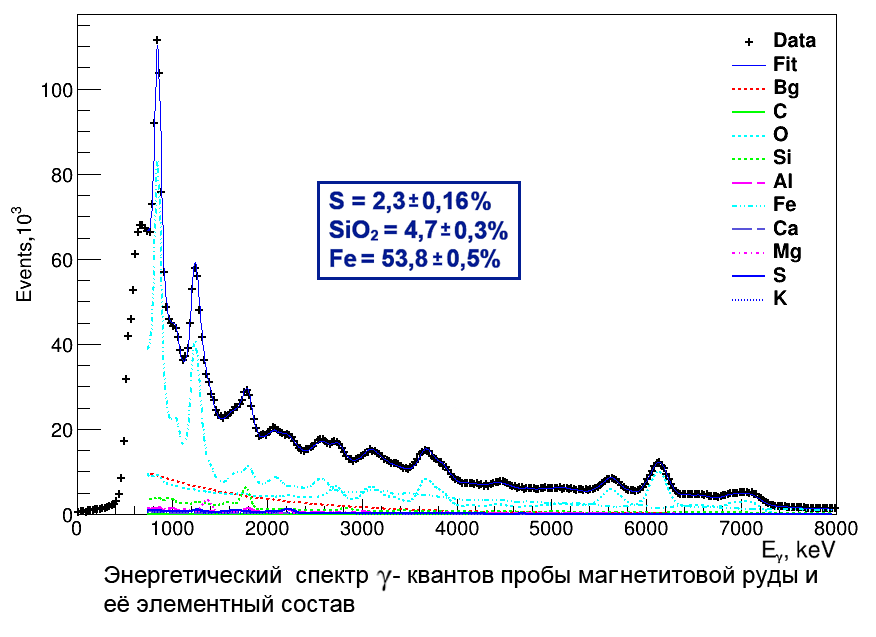 Data
Fit
Bg
C
O
Si
Al
Fe
Ca
Mg
S
K
S = 2,3±0,16%
SiO₂ = 4,7±0,3%
Fe = 53,8±0,5%
Events,10³
100
80
60
40
20
0
0 1000 2000 3000 4000 5000 6000 7000 8000
Eᵧ, keV
Энергетический спектр γ- квантов пробы магнетитовой руды и
её элементный состав